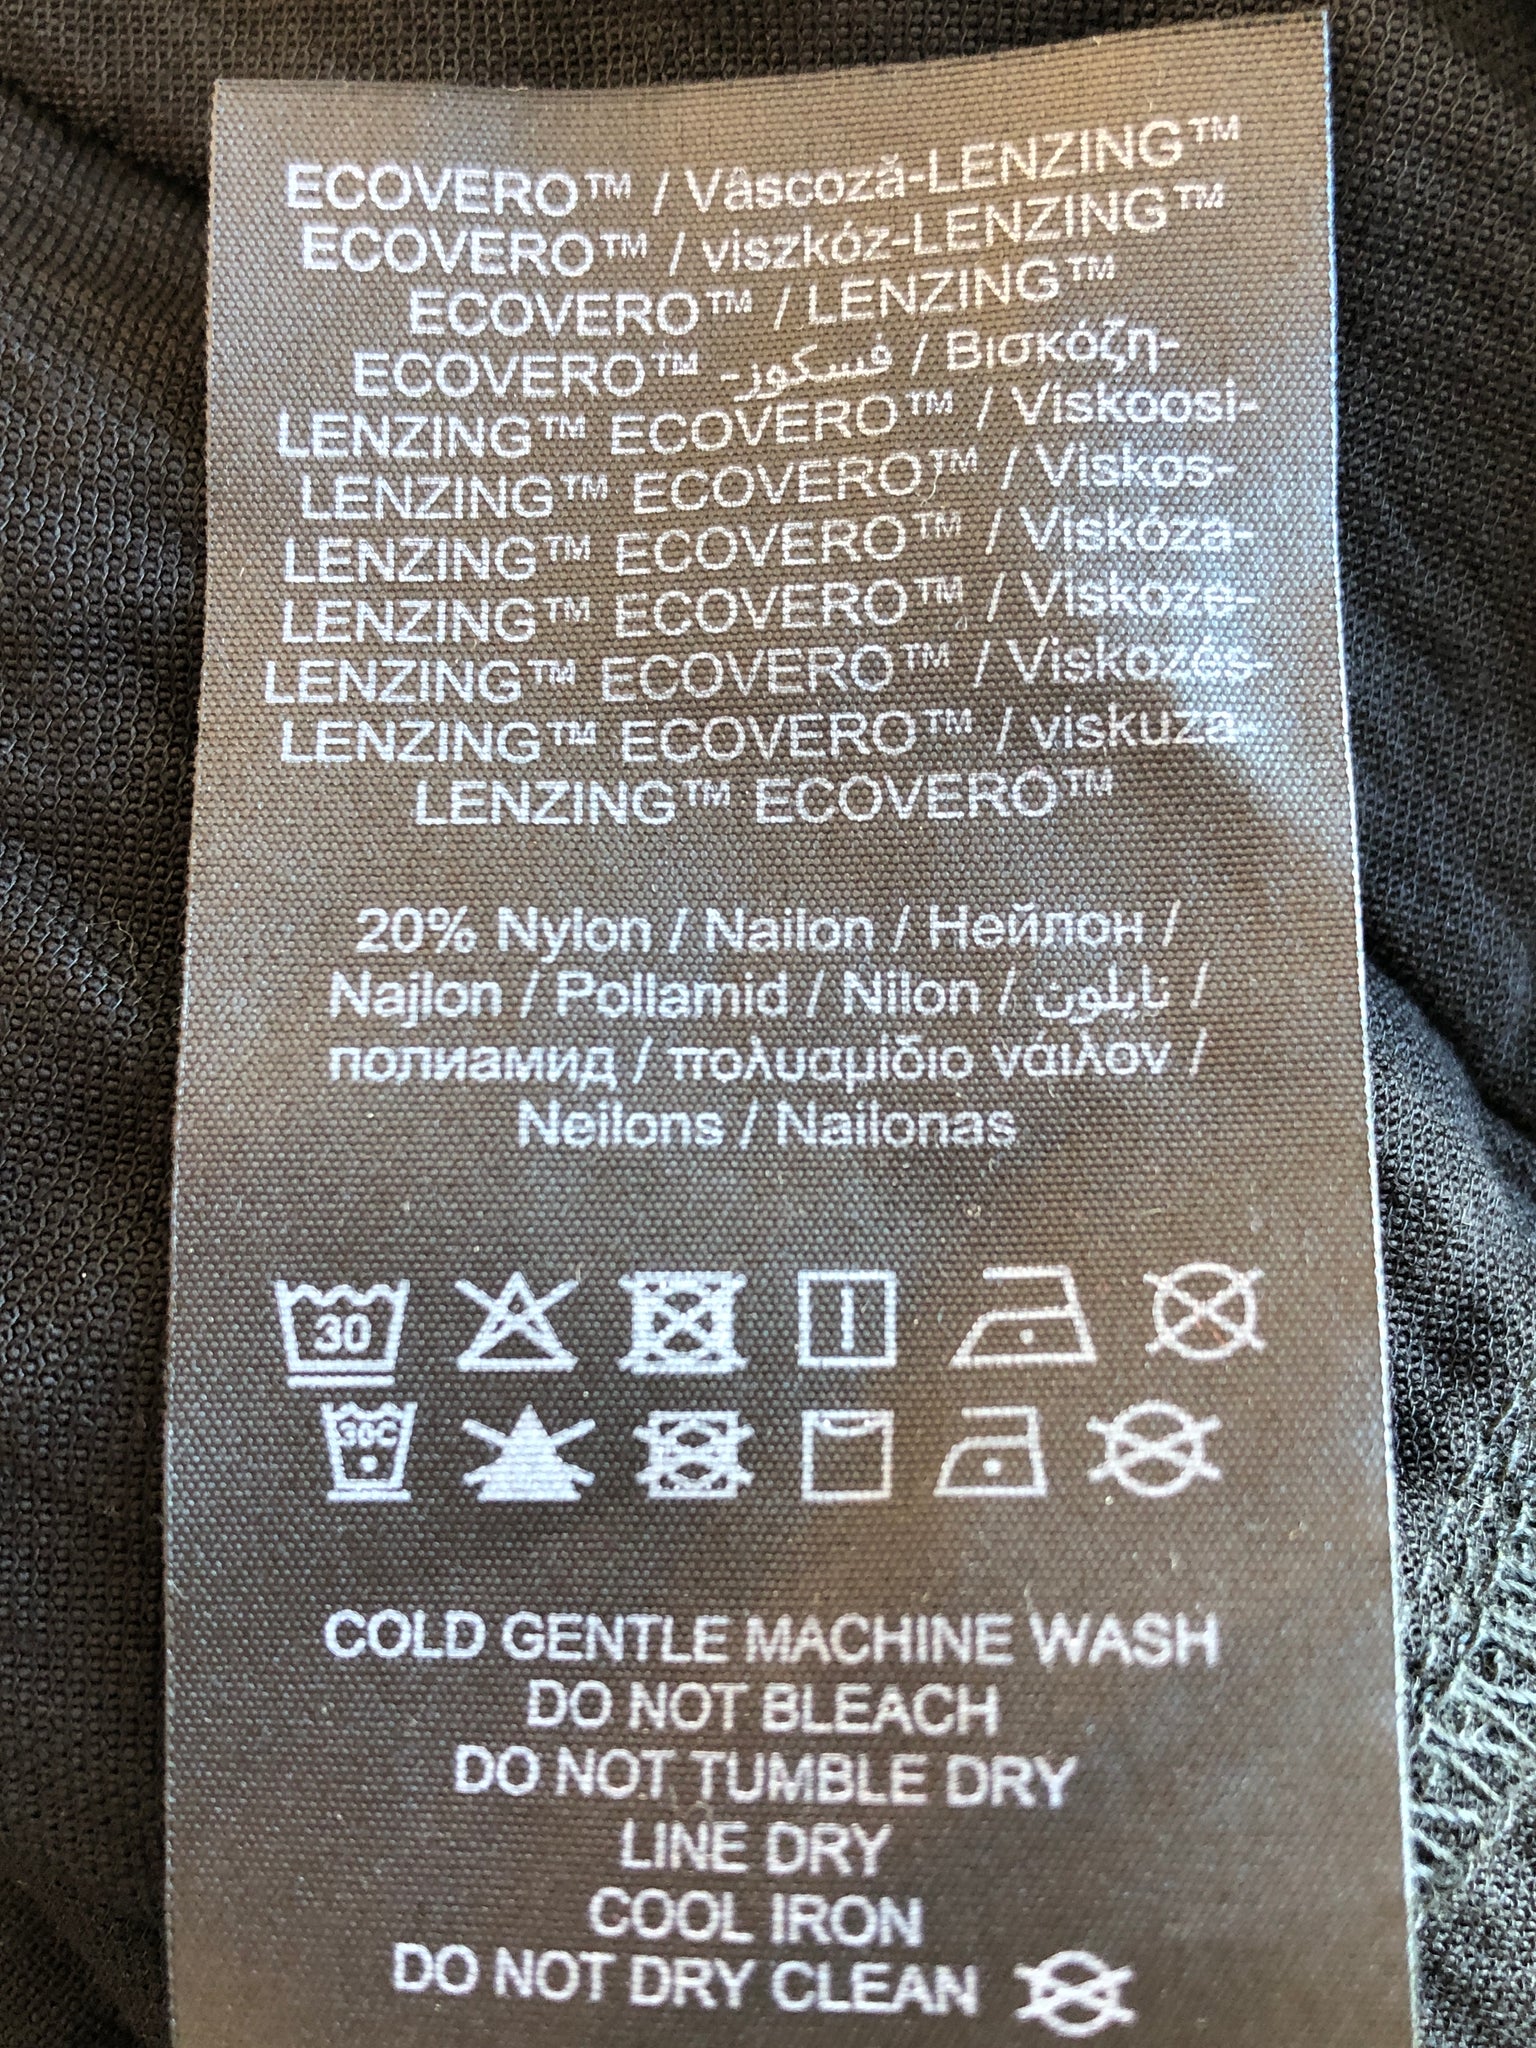 ECOVERO™ / Vâscoză-LENZING™
ECOVERO™ / viszkóz-LENZING™
ECOVERO™ / LENZING™
ECOVERO™ -فسكوز / Βισκόζη-
LENZING™ ECOVERO™ / Viskoosi-
LENZING™ ECOVERO™ / Viskos-
LENZING™ ECOVERO™ / Viskóza-
LENZING™ ECOVERO™ / Viskoze-
LENZING™ ECOVERO™ / Viskozės-
LENZING™ ECOVERO™ / viskuża-
LENZING™ ECOVERO™
20% Nylon / Nailon / Нейлон /
Najlon / Poliamid / Nilon / نايلون /
полиамид / πολυαμίδιο νάιλον /
Neilons / Nailonas
30
30C
COLD GENTLE MACHINE WASH
DO NOT BLEACH
DO NOT TUMBLE DRY
LINE DRY
COOL IRON
DO NOT DRY CLEAN